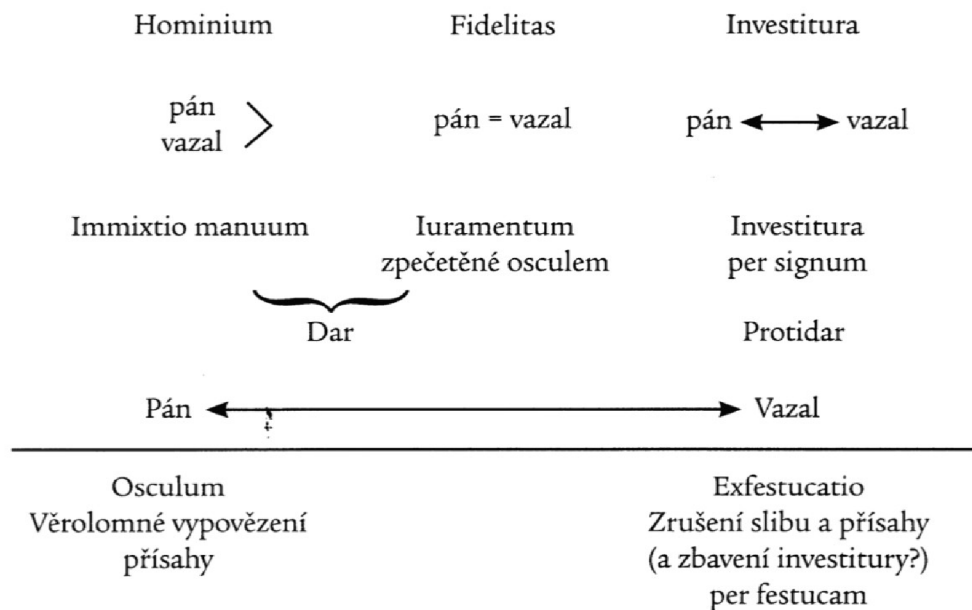 Hominium Fidelitas Investitura
pán
vazal
pán = vazal
pán vazal
Immixtio manuum
Iuramentum
zpečetěné osculem
Investitura
per signum
Dar
Protidar
Pán Vazal
Osculum
Věrolomné vypovězení
přísahy
Exfestucatio
Zrušení slibu a přísahy
(a zbavení investitury?)
per festucam